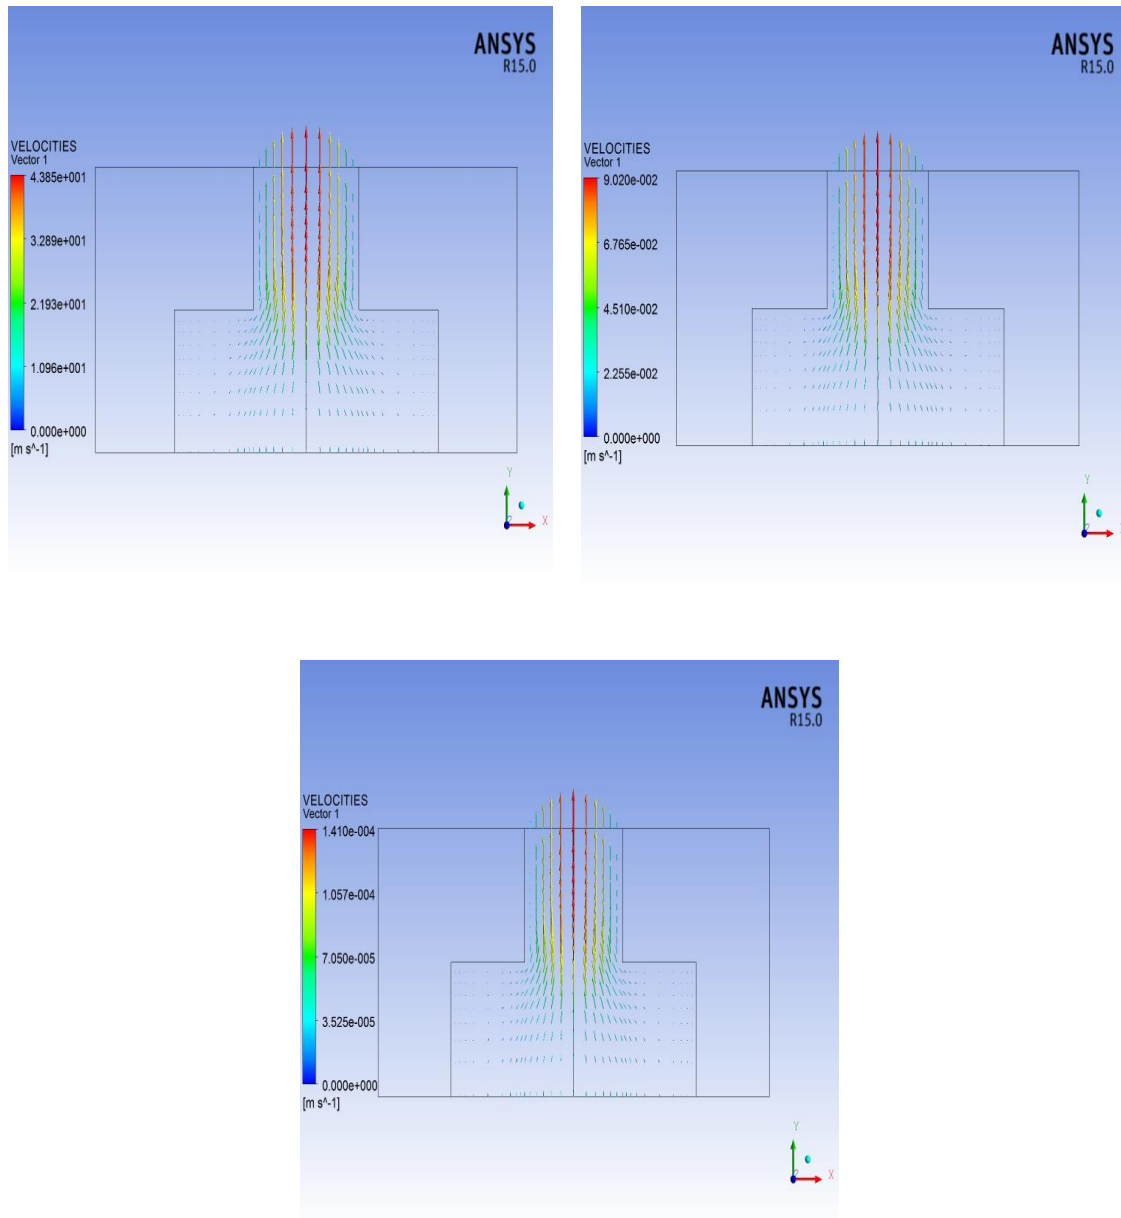 ANSYS
R15.0
VELOCITIES
Vector 1
4.385e+001
3.289e+001
2.193e+001
1.096e+001
0.000e+000
[m s^-1]
Y
Z
X
ANSYS
R15.0
VELOCITIES
Vector 1
9.020e-002
6.765e-002
4.510e-002
2.255e-002
0.000e+000
[m s^-1]
Y
Z
ANSYS
R15.0
VELOCITIES
Vector 1
1.410e-004
1.057e-004
7.050e-005
3.525e-005
0.000e+000
[m s^-1]
Y
Z
X